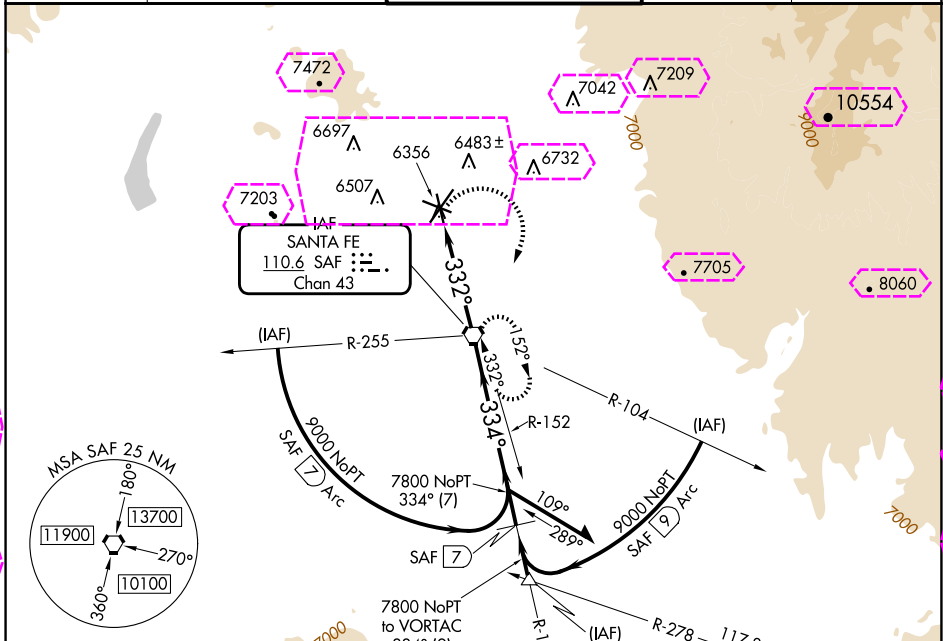 7472
7042
7209
10554
9000
7000
6697
6356
6483±
6732
6507
7203
IAF
SANTA FE
110.6 SAF
Chan 43
7705
8060
332°
(IAF)
R-255
152°
332°
334°
R-152
R-104
(IAF)
9000 NoPT
SAF 7 Arc
7800 NoPT
334° (7)
109°
289°
9000 NoPT
SAF 9 Arc
7000
MSA SAF 25 NM
180°
13700
11900
270°
10100
360°
SAF 7
7800 NoPT
to VORTAC
7000
(IAF)
R-278